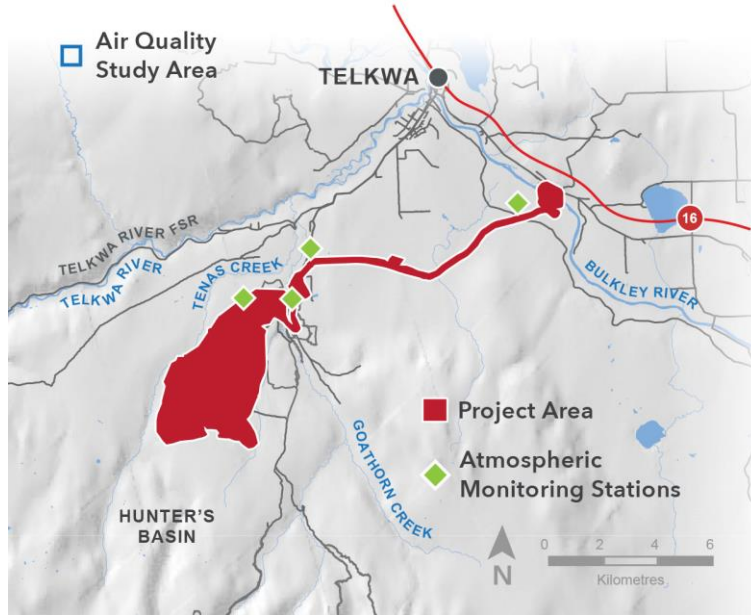 Air Quality
Study Area
TELKWA
16
TELKWA RIVER FSR
TELKWA RIVER
TENAS CREEK
BULKLEY RIVER
Project Area
Atmospheric
Monitoring Stations
GOATHORN CREEK
HUNTER'S
BASIN
N
0 2 4 6
Kilometres